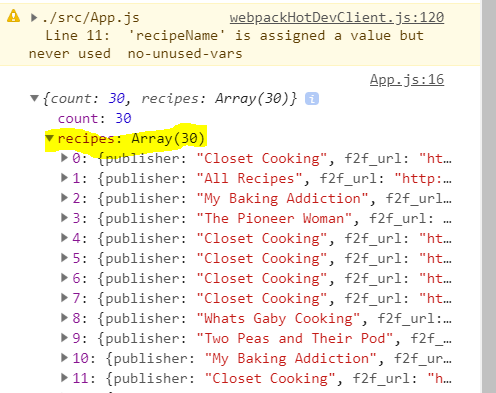 ./src/App.js webpackHotDevClient.js:120
Line 11: 'recipeName' is assigned a value but
never used no-unused-vars
App.js:16
{count: 30, recipes: Array(30)} i
count: 30
recipes: Array(30)
0: {publisher: "Closet Cooking", f2f_url: "ht…
1: {publisher: "All Recipes", f2f_url: "http:…
2: {publisher: "My Baking Addiction", f2f_url…
3: {publisher: "The Pioneer Woman", f2f_url: …
4: {publisher: "Closet Cooking", f2f_url: "ht…
5: {publisher: "Closet Cooking", f2f_url: "ht…
6: {publisher: "Closet Cooking", f2f_url: "ht…
7: {publisher: "Closet Cooking", f2f_url: "ht…
8: {publisher: "Whats Gaby Cooking", f2f_url:…
9: {publisher: "Two Peas and Their Pod", f2f_…
10: {publisher: "My Baking Addiction", f2f_ur…
11: {publisher: "Closet Cooking", f2f_url: "h…